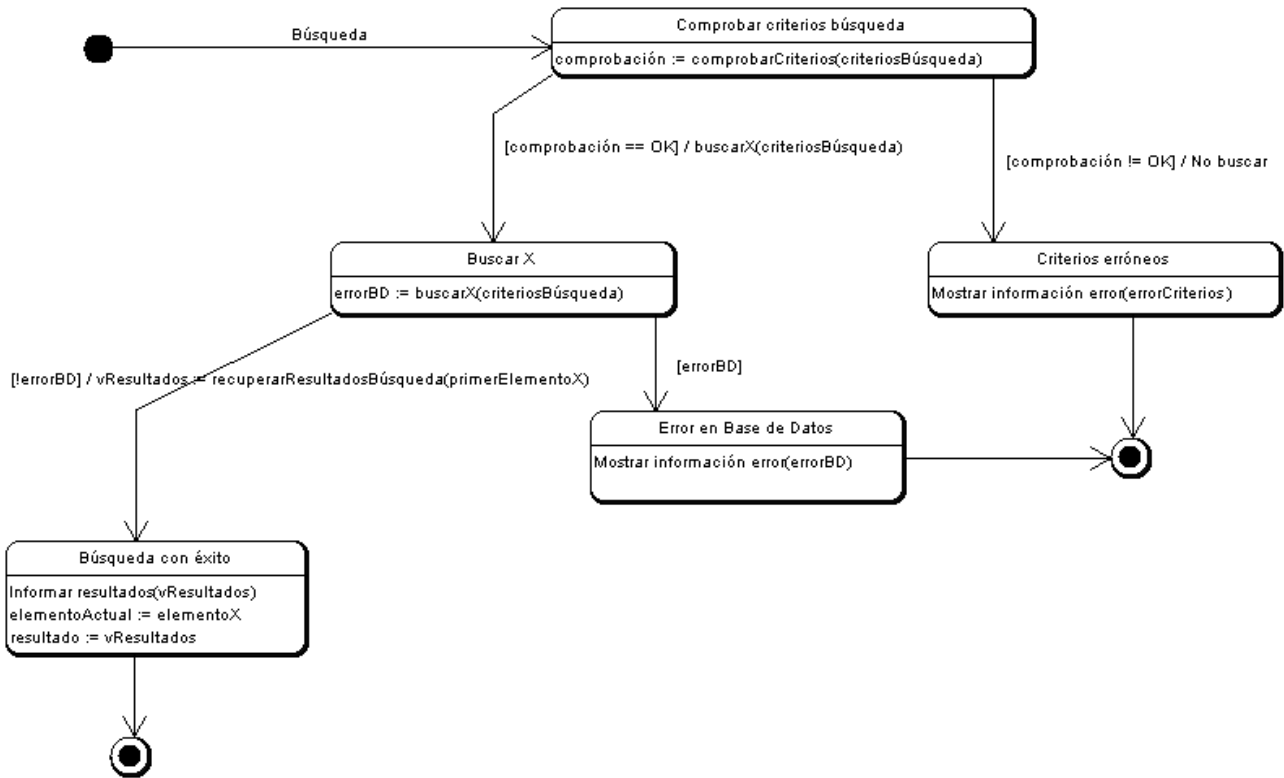 Comprobar criterios búsqueda
Búsqueda
comprobación := comprobarCriterios(criteriosBúsqueda)
[comprobación == OK] / buscarX(criteriosBúsqueda)
[comprobación != OK] / No buscar
Buscar X
errorBD := buscarX(criteriosBúsqueda)
Criterios erróneos
Mostrar información error(errorCriterios)
[!errorBD] / vResultados := recuperarResultadosBúsqueda(primerElementoX)
[errorBD]
Error en Base de Datos
Mostrar información error(errorBD)
Búsqueda con éxito
Informar resultados(vResultados)
elementoActual := elementoX
resultado := vResultados